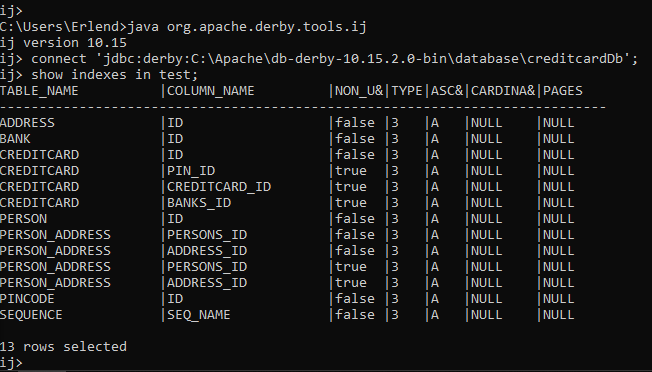 ij>
C:\Users\Erlend>java org.apache.derby.tools.ij
ij version 10.15
ij> connect 'jdbc:derby:C:\Apache\db-derby-10.15.2.0-bin\database\creditcardDb';
ij> show indexes in test;
TABLE_NAME          |COLUMN_NAME         |NON_U&|TYPE|ASC&|CARDINA&|PAGES
----------------------------------------------------------------------------
ADDRESS             |ID                  |false |3   |A   |NULL    |NULL
BANK                |ID                  |false |3   |A   |NULL    |NULL
CREDITCARD          |ID                  |false |3   |A   |NULL    |NULL
CREDITCARD          |PIN_ID              |true  |3   |A   |NULL    |NULL
CREDITCARD          |CREDITCARD_ID       |true  |3   |A   |NULL    |NULL
CREDITCARD          |BANKS_ID            |true  |3   |A   |NULL    |NULL
PERSON              |ID                  |false |3   |A   |NULL    |NULL
PERSON_ADDRESS      |PERSONS_ID          |false |3   |A   |NULL    |NULL
PERSON_ADDRESS      |ADDRESS_ID          |false |3   |A   |NULL    |NULL
PERSON_ADDRESS      |PERSONS_ID          |true  |3   |A   |NULL    |NULL
PERSON_ADDRESS      |ADDRESS_ID          |true  |3   |A   |NULL    |NULL
PINCODE             |ID                  |false |3   |A   |NULL    |NULL
SEQUENCE            |SEQ_NAME            |false |3   |A   |NULL    |NULL

13 rows selected
ij>